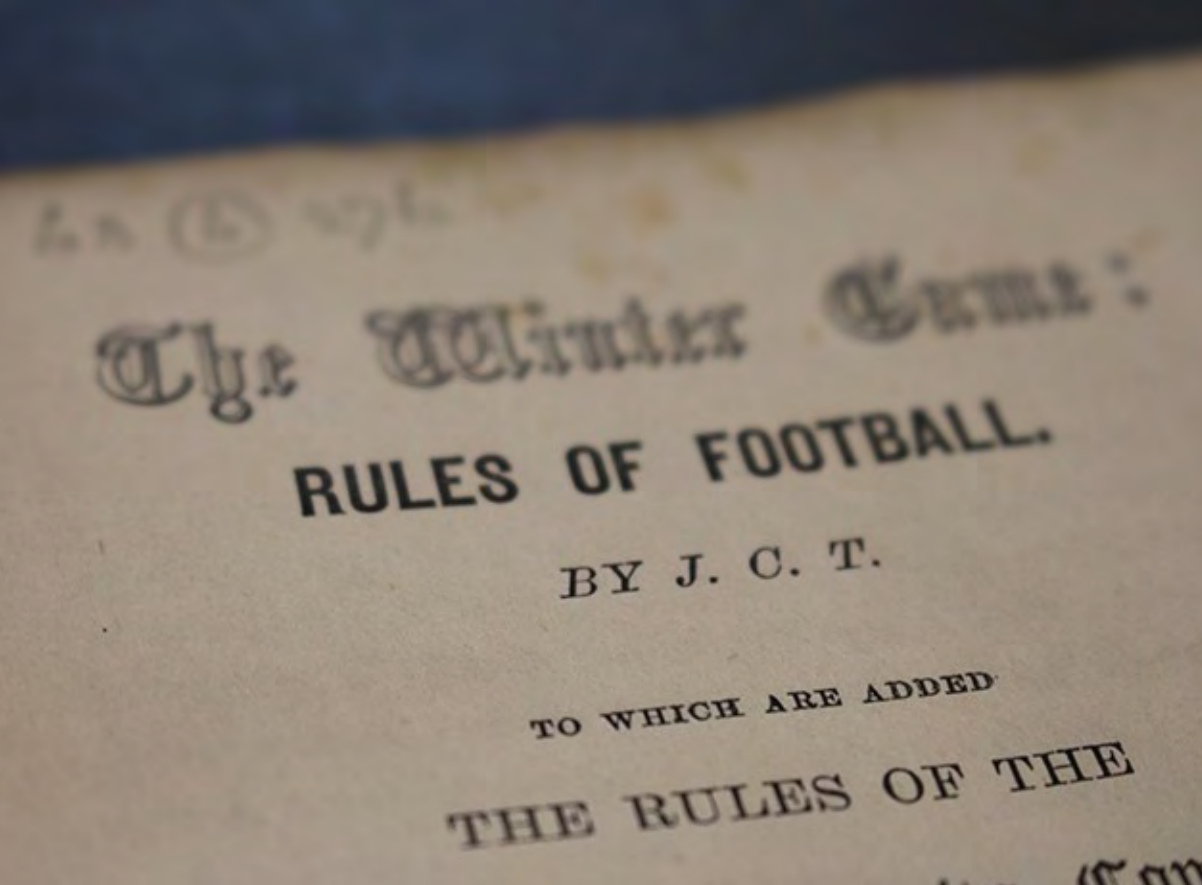 The Winter Game:
RULES OF FOOTBALL.
BY J. C. T.
TO WHICH ARE ADDED
THE RULES OF THE